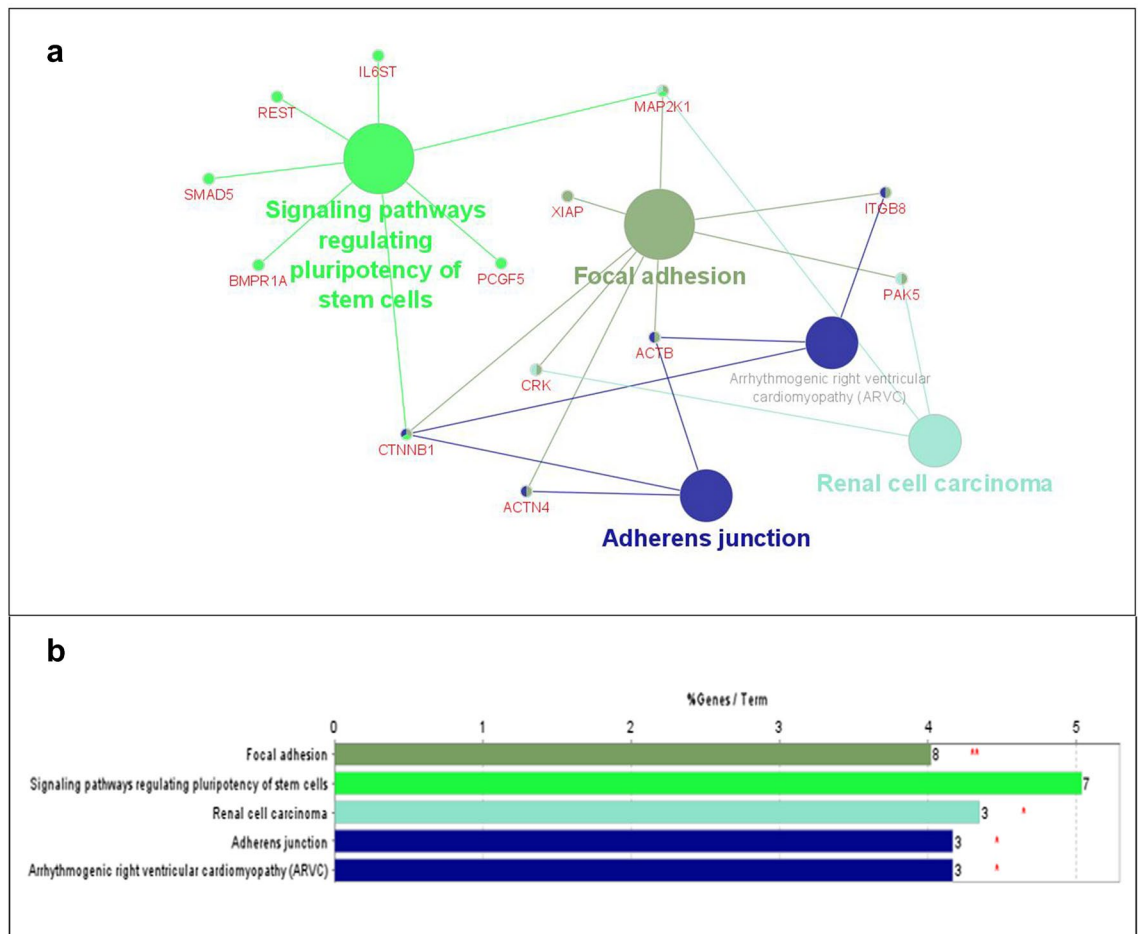 a
IL6ST
REST
MAP2K1
SMAD5
ITGB8
XIAP
Signaling pathways
regulating
pluripotency of
stem cells
BMPR1A
PCGF5
Focal adhesion
PAK5
ACTB
CRK
Arrhythmogenic right ventricular
cardiomyopathy (ARVC)
CTNNB1
Renal cell carcinoma
ACTN4
Adherens junction
b
%Genes / Term
0 1 2 3 4 5
Focal adhesion 8 **
Signaling pathways regulating pluripotency of stem cells 7
Renal cell carcinoma 3 *
Adherens junction 3 *
Arrhythmogenic right ventricular cardiomyopathy (ARVC) 3 *